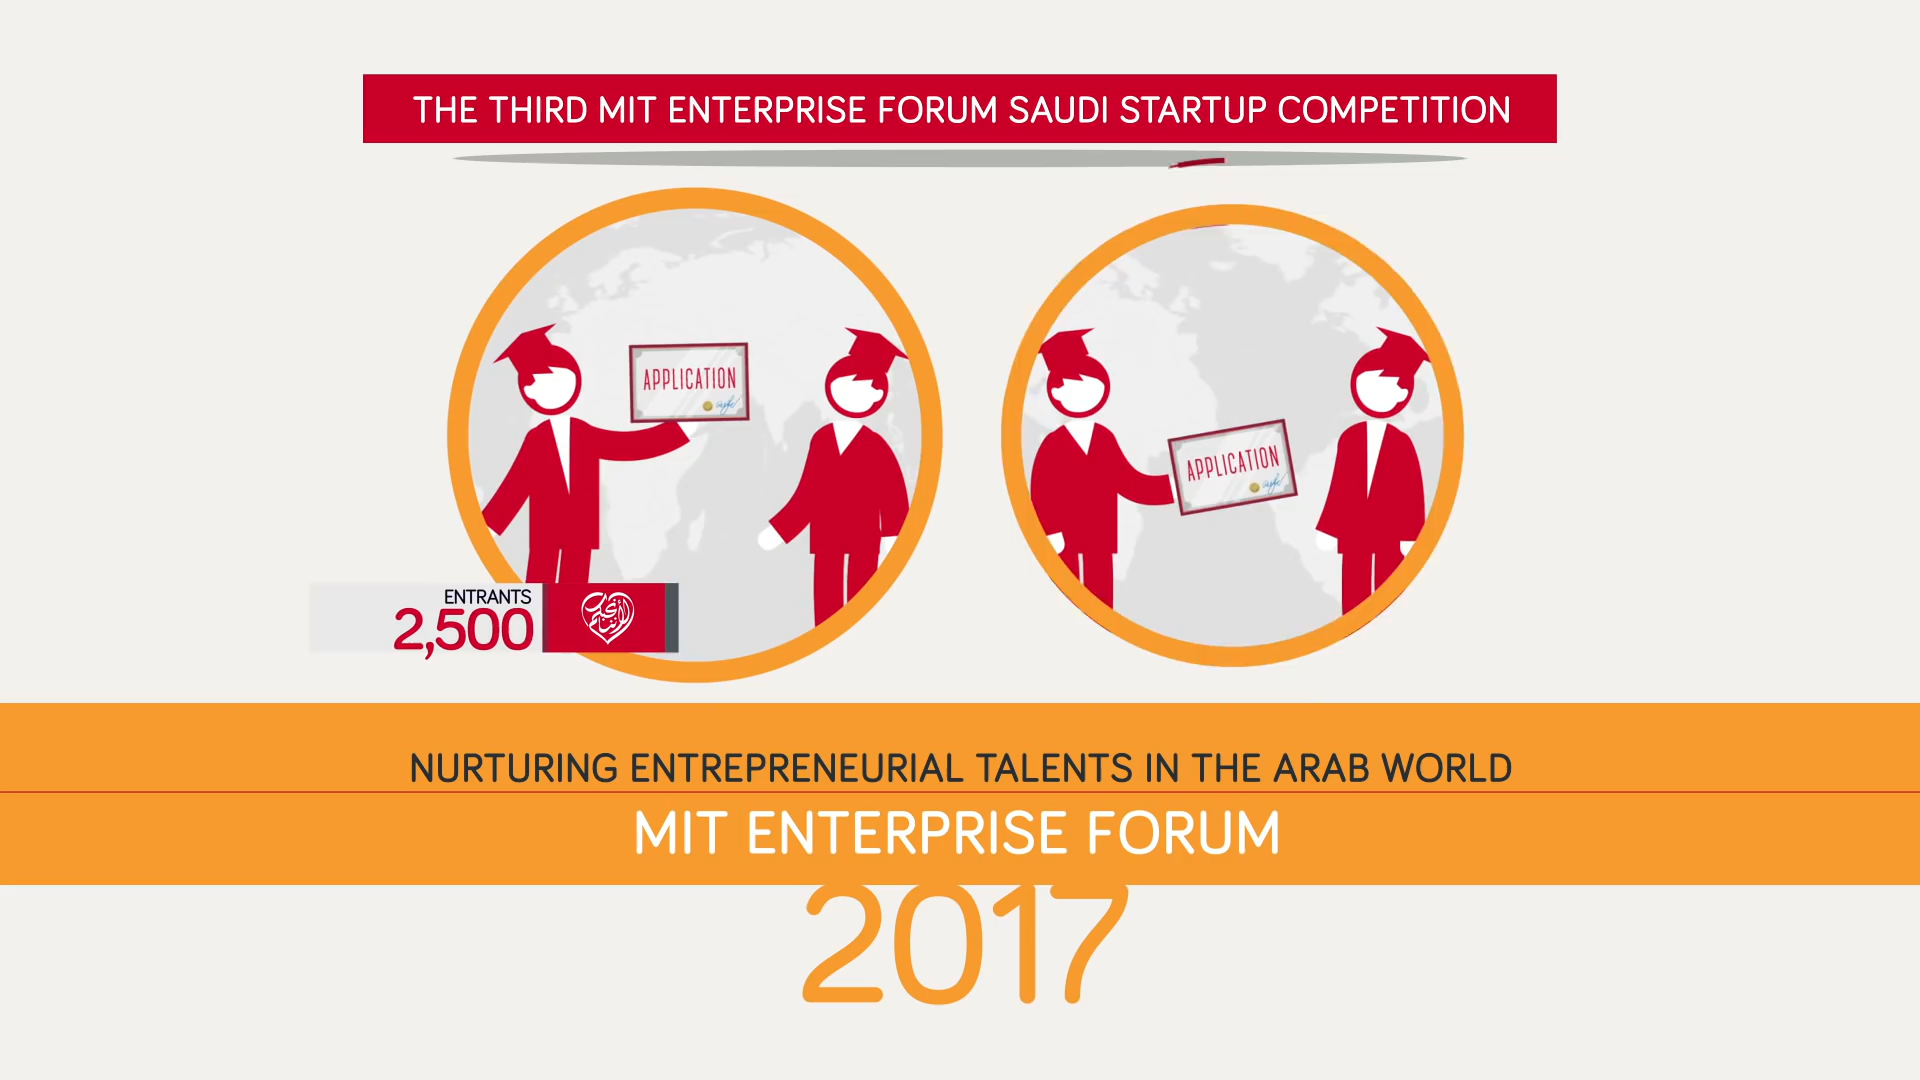 THE THIRD MIT ENTERPRISE FORUM SAUDI STARTUP COMPETITION
APPLICATION
APPLICATION
ENTRANTS
2,500
NURTURING ENTREPRENEURIAL TALENTS IN THE ARAB WORLD
MIT ENTERPRISE FORUM
2017